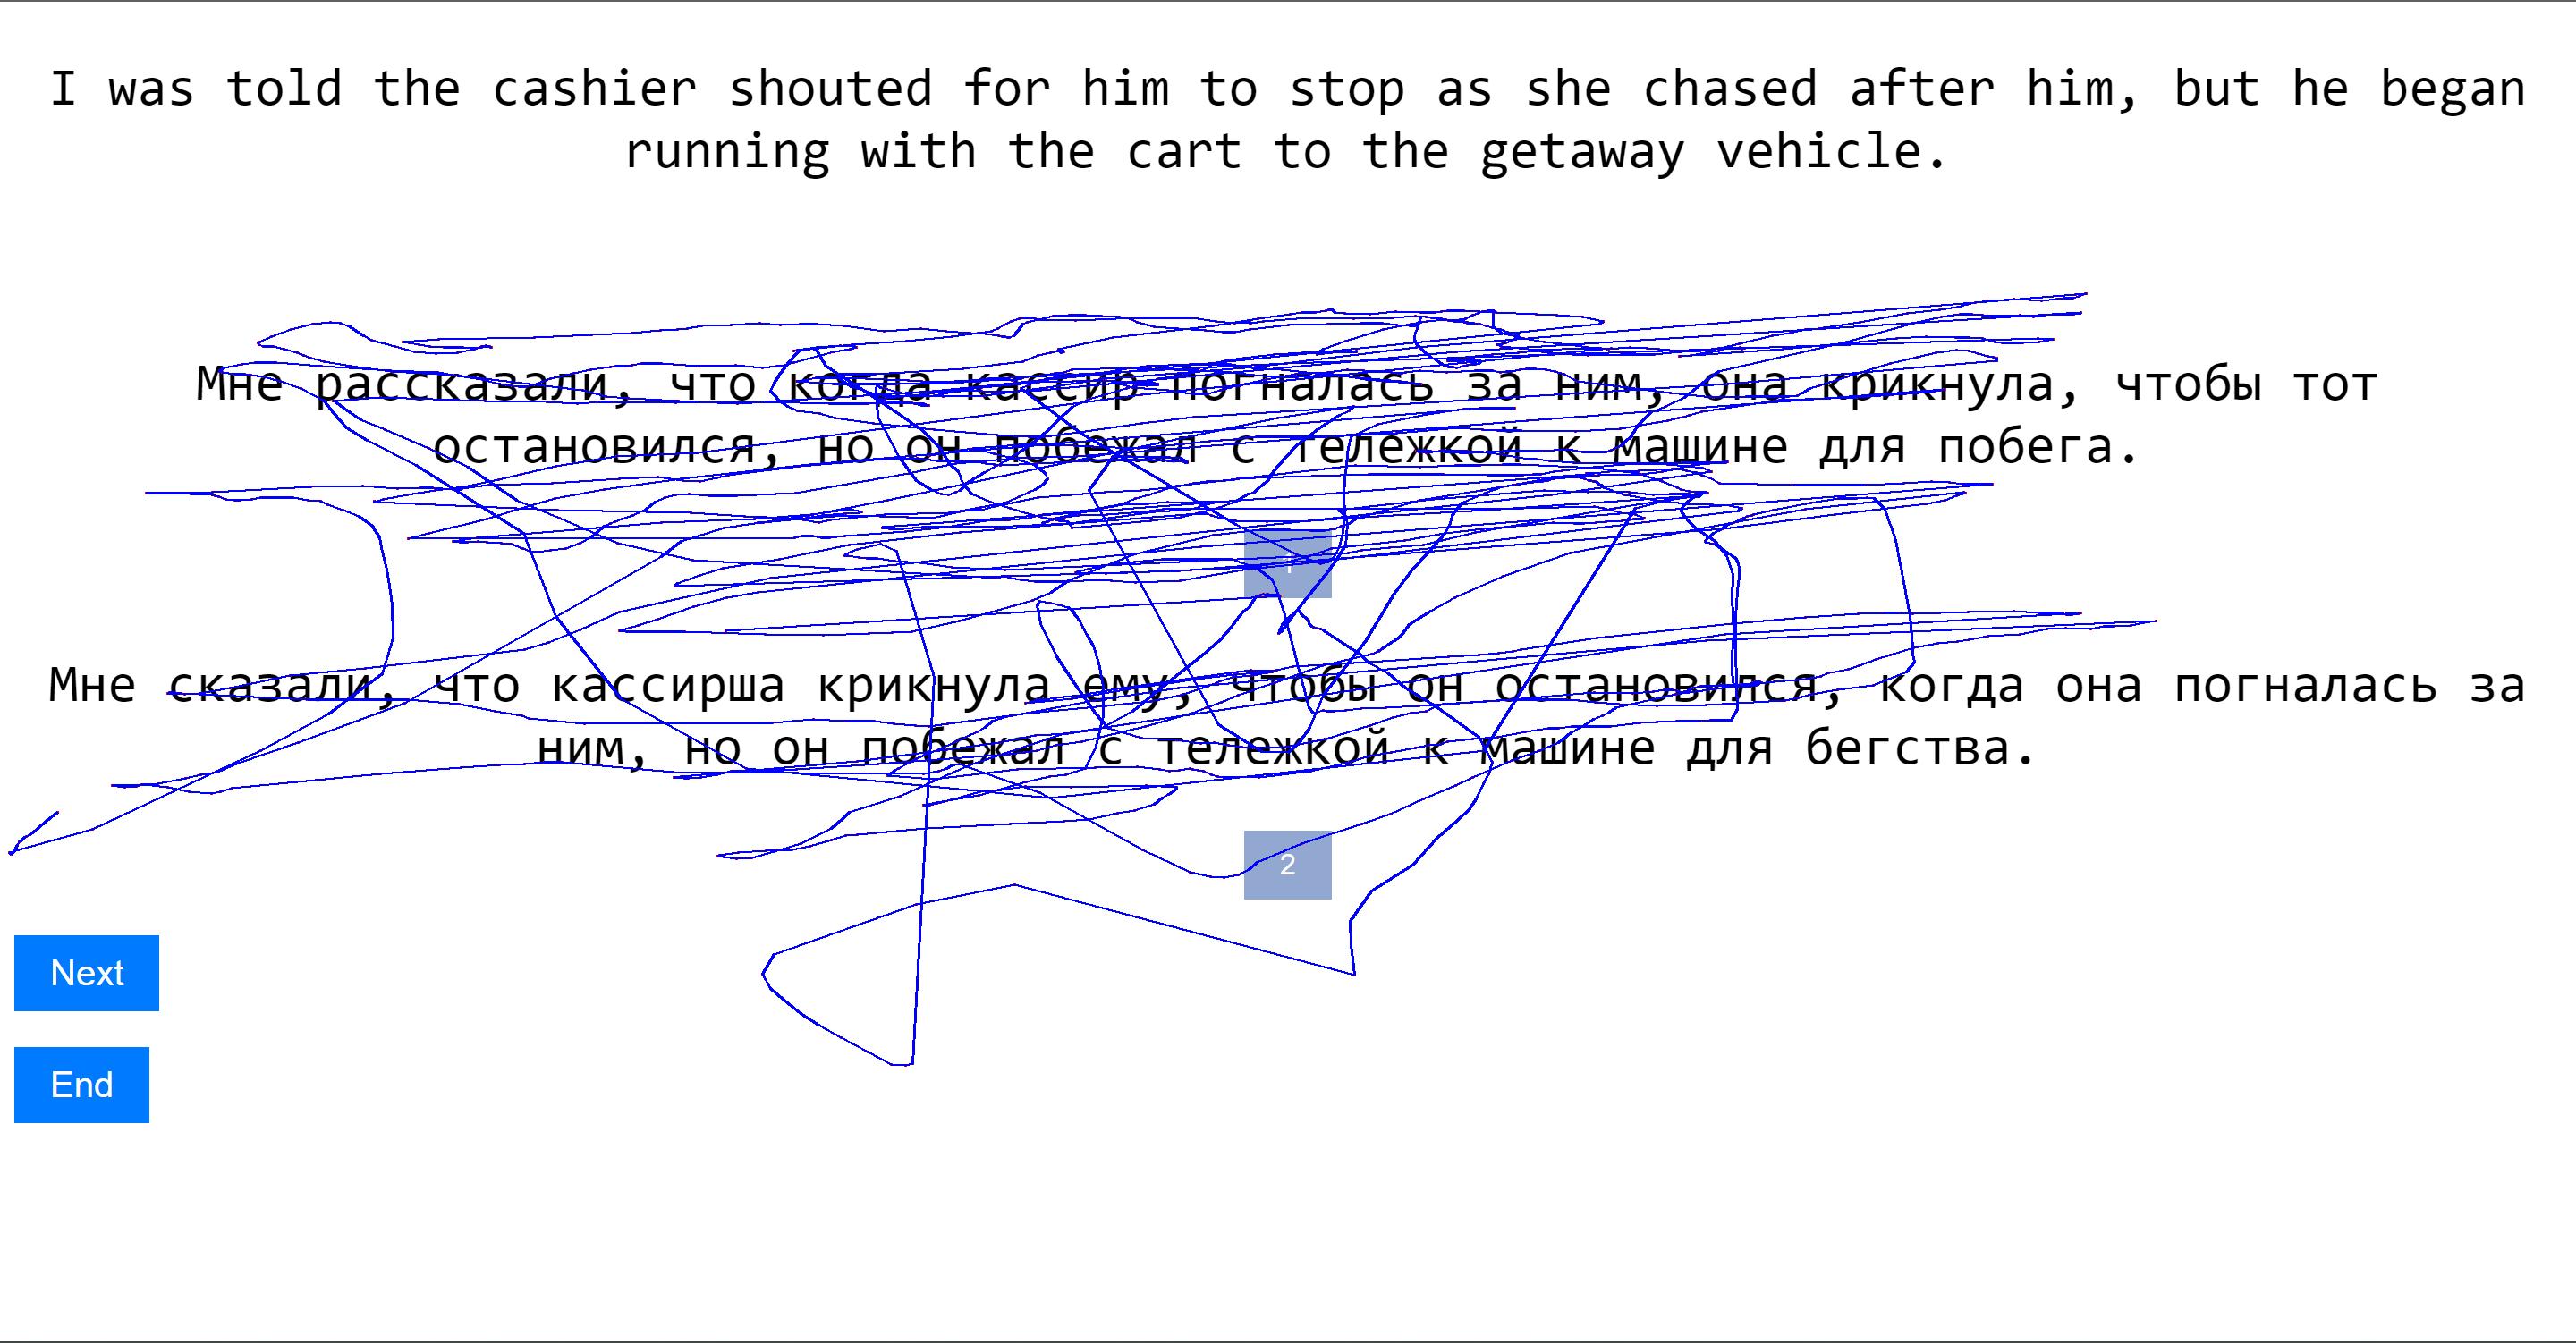 I was told the cashier shouted for him to stop as she chased after him, but he began
running with the cart to the getaway vehicle.
Мне рассказали, что когда кассир погналась за ним, она крикнула, чтобы тот
остановился, но он побежал с тележкой к машине для побега.
1
Мне сказали, что кассирша крикнула ему, чтобы он остановился, когда она погналась за
ним, но он побежал с тележкой к машине для бегства.
2
Next
End